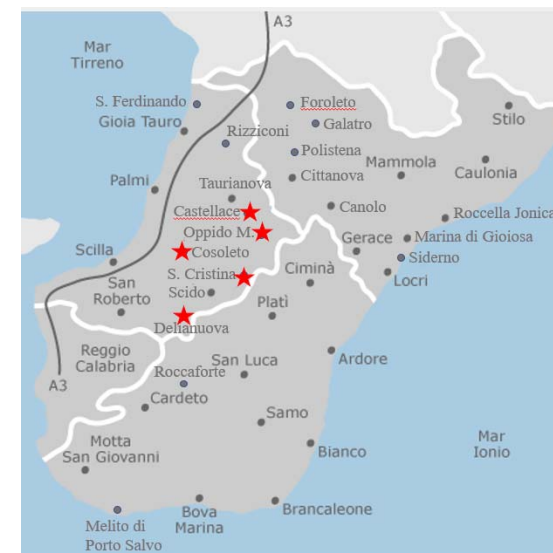 A3
Mar
Tirreno
S. Ferdinando
Foroleto
Stilo
Gioia Tauro
Galatro
Rizziconi
Polistena
Mammola
Caulonia
Cittanova
Palmi
Taurianova
Castellace
Canolo
Roccella Jonica
Oppido M.
Gerace
Marina di Gioiosa
Scilla
Cosoleto
Siderno
S. Cristina
Ciminà
Locri
San
Roberto
Scido
Platì
Delianuova
Reggio
Calabria
San Luca
Ardore
A3
Roccaforte
Cardeto
Samo
Motta
San Giovanni
Bianco
Mar
Ionio
Bova
Marina
Brancaleone
Melito di
Porto Salvo